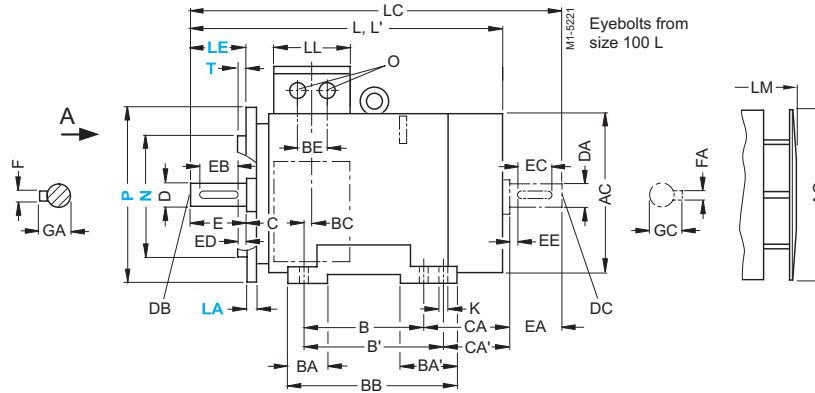 LC
L, L'
M1-5221
Eyebolts from
size 100 L
LE
LL
T
O
LM
A
BE
EB
EC
DA
F
P
N
D
AC
FA
E
C
BC
GA
ED
EE
GC
DB
LA
K
DC
B
CA
EA
B'
CA'
BA
BA'
BB